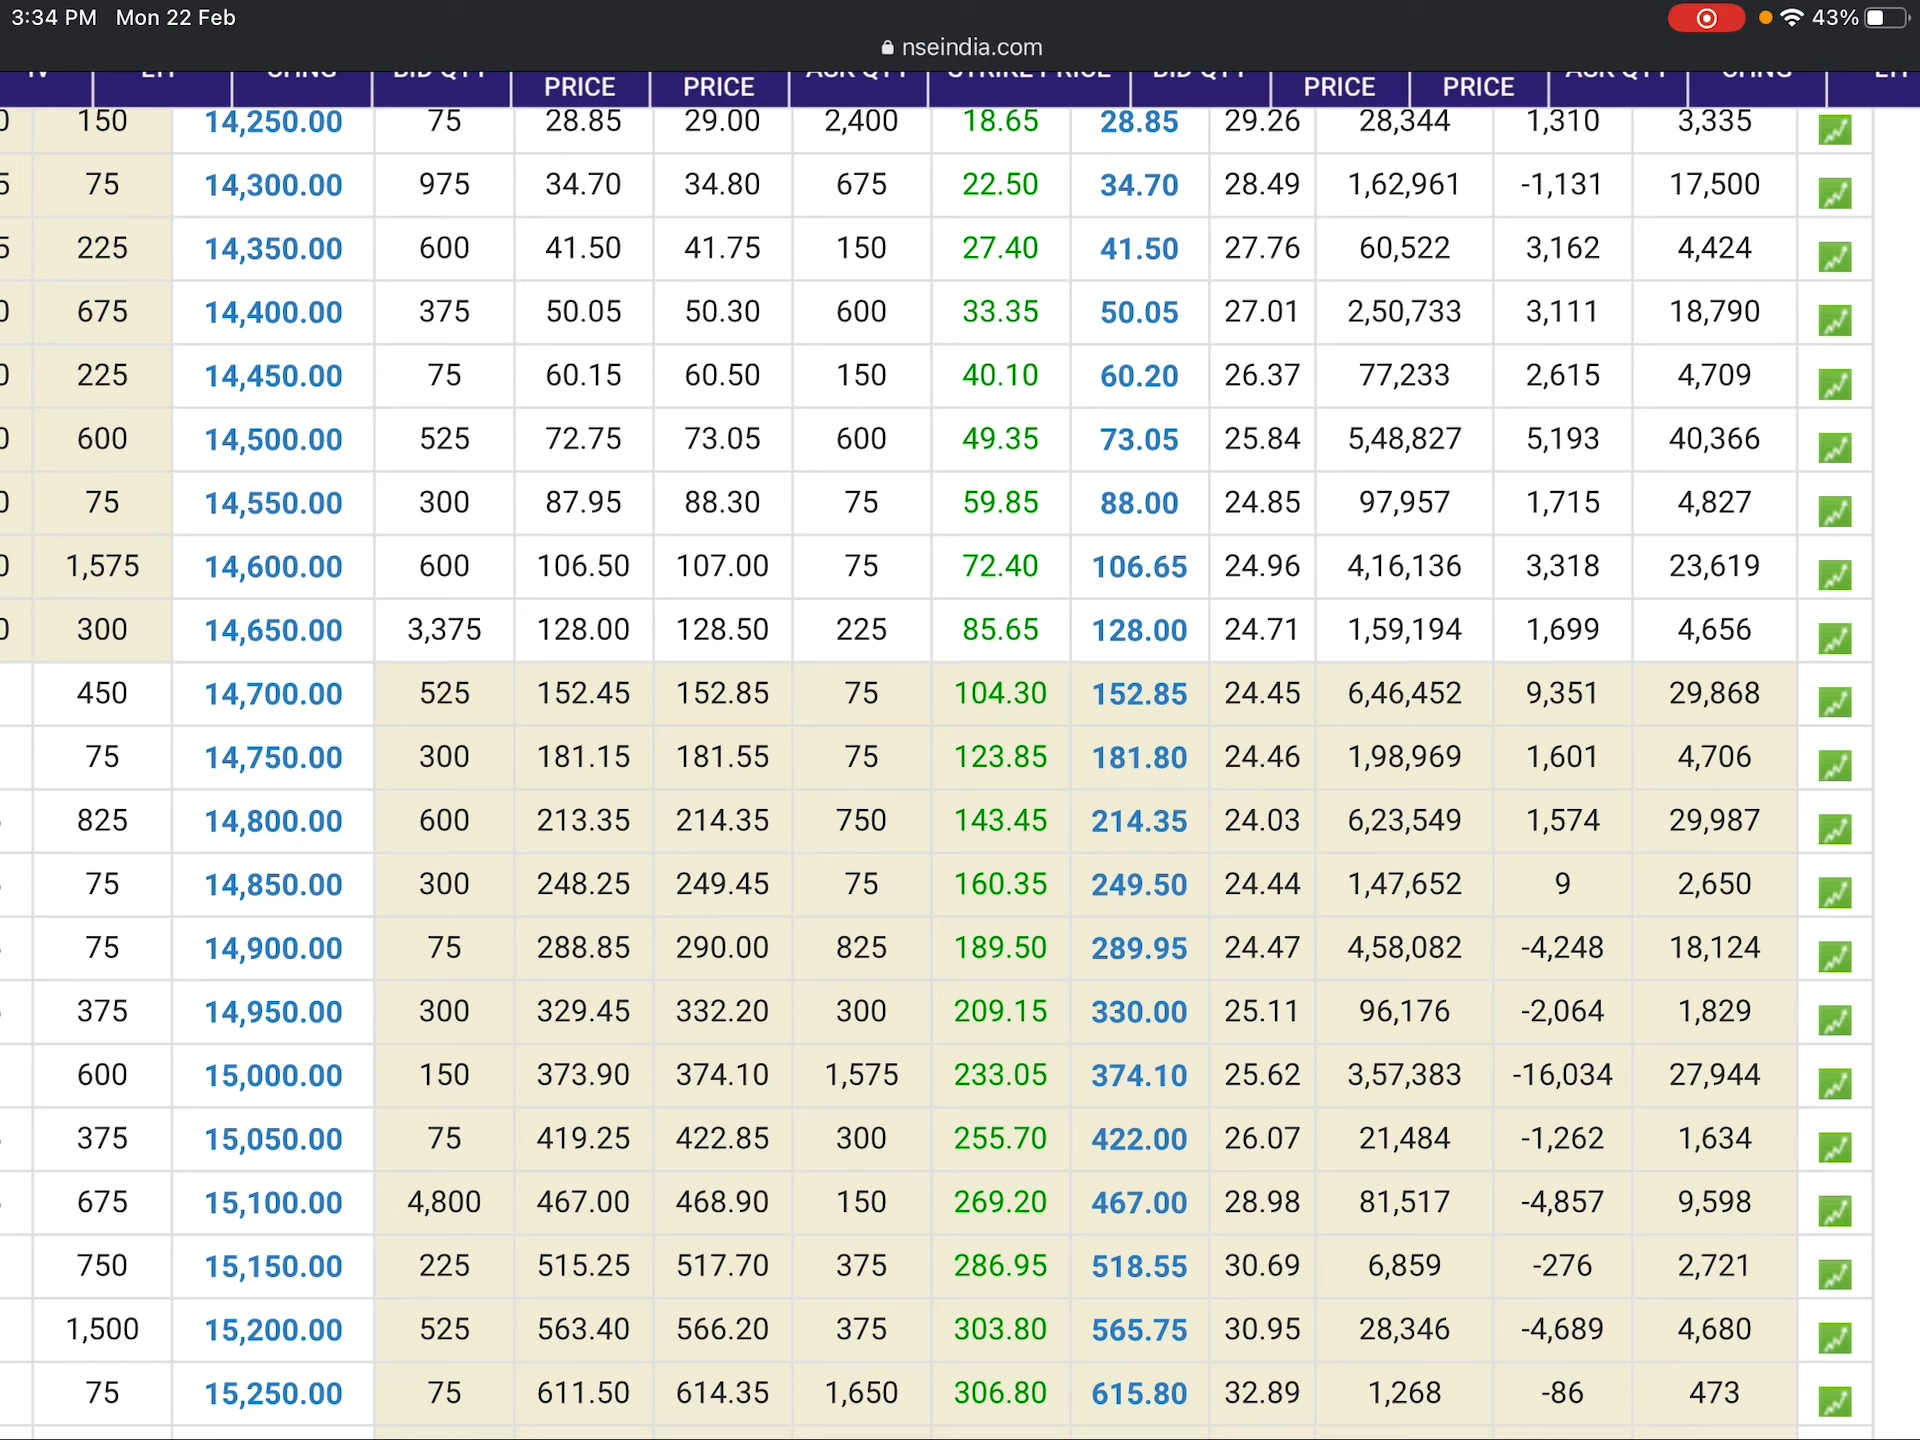 3:34 PM Mon 22 Feb 43%
nseindia.com
IV LTP CHNG BID QTY PRICE PRICE ASK QTY STRIKE PRICE BID QTY PRICE PRICE ASK QTY CHNG LTP
0 150 14,250.00 75 28.85 29.00 2,400 18.65 28.85 29.26 28,344 1,310 3,335
5 75 14,300.00 975 34.70 34.80 675 22.50 34.70 28.49 1,62,961 -1,131 17,500
5 225 14,350.00 600 41.50 41.75 150 27.40 41.50 27.76 60,522 3,162 4,424
0 675 14,400.00 375 50.05 50.30 600 33.35 50.05 27.01 2,50,733 3,111 18,790
0 225 14,450.00 75 60.15 60.50 150 40.10 60.20 26.37 77,233 2,615 4,709
0 600 14,500.00 525 72.75 73.05 600 49.35 73.05 25.84 5,48,827 5,193 40,366
0 75 14,550.00 300 87.95 88.30 75 59.85 88.00 24.85 97,957 1,715 4,827
0 1,575 14,600.00 600 106.50 107.00 75 72.40 106.65 24.96 4,16,136 3,318 23,619
0 300 14,650.00 3,375 128.00 128.50 225 85.65 128.00 24.71 1,59,194 1,699 4,656
450 14,700.00 525 152.45 152.85 75 104.30 152.85 24.45 6,46,452 9,351 29,868
75 14,750.00 300 181.15 181.55 75 123.85 181.80 24.46 1,98,969 1,601 4,706
825 14,800.00 600 213.35 214.35 750 143.45 214.35 24.03 6,23,549 1,574 29,987
75 14,850.00 300 248.25 249.45 75 160.35 249.50 24.44 1,47,652 9 2,650
75 14,900.00 75 288.85 290.00 825 189.50 289.95 24.47 4,58,082 -4,248 18,124
375 14,950.00 300 329.45 332.20 300 209.15 330.00 25.11 96,176 -2,064 1,829
600 15,000.00 150 373.90 374.10 1,575 233.05 374.10 25.62 3,57,383 -16,034 27,944
375 15,050.00 75 419.25 422.85 300 255.70 422.00 26.07 21,484 -1,262 1,634
675 15,100.00 4,800 467.00 468.90 150 269.20 467.00 28.98 81,517 -4,857 9,598
750 15,150.00 225 515.25 517.70 375 286.95 518.55 30.69 6,859 -276 2,721
1,500 15,200.00 525 563.40 566.20 375 303.80 565.75 30.95 28,346 -4,689 4,680
75 15,250.00 75 611.50 614.35 1,650 306.80 615.80 32.89 1,268 -86 473